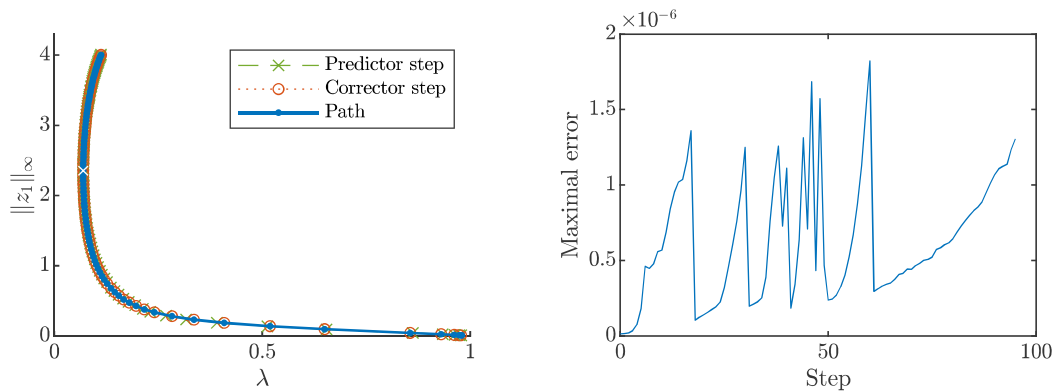 4
3
2
1
0
||z₁||∞
0
0.5
1
λ
Predictor step
Corrector step
Path
×10⁻⁶
2
1.5
1
0.5
0
Maximal error
0
50
100
Step